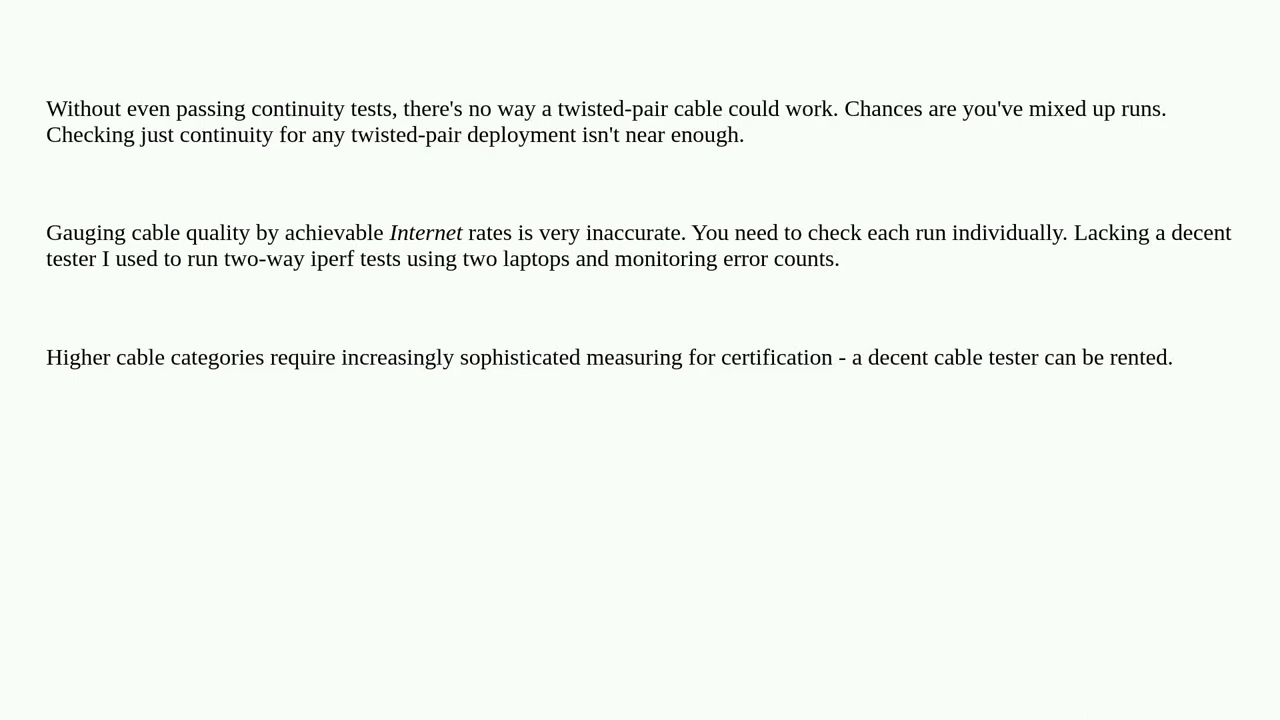 Without even passing continuity tests, there's no way a twisted-pair cable could work. Chances are you've mixed up runs.
Checking just continuity for any twisted-pair deployment isn't near enough.
Gauging cable quality by achievable Internet rates is very inaccurate. You need to check each run individually. Lacking a decent
tester I used to run two-way iperf tests using two laptops and monitoring error counts.
Higher cable categories require increasingly sophisticated measuring for certification - a decent cable tester can be rented.